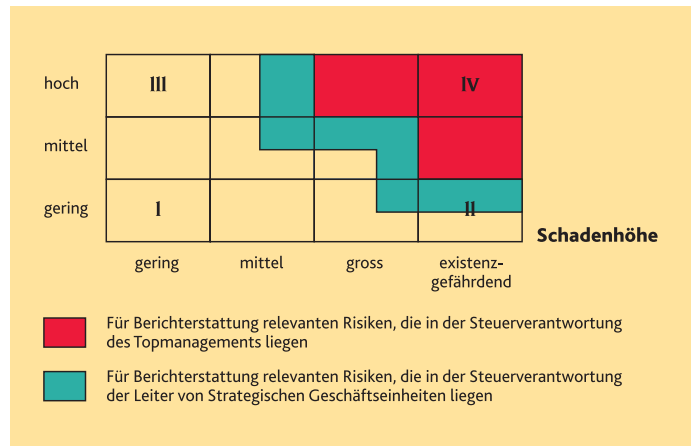 hoch
III
IV
mittel
gering
I
II
Schadenhöhe
gering
mittel
gross
existenz-
gefährdend
Für Berichterstattung relevanten Risiken, die in der Steuerverantwortung
des Topmanagements liegen
Für Berichterstattung relevanten Risiken, die in der Steuerverantwortung
der Leiter von Strategischen Geschäftseinheiten liegen